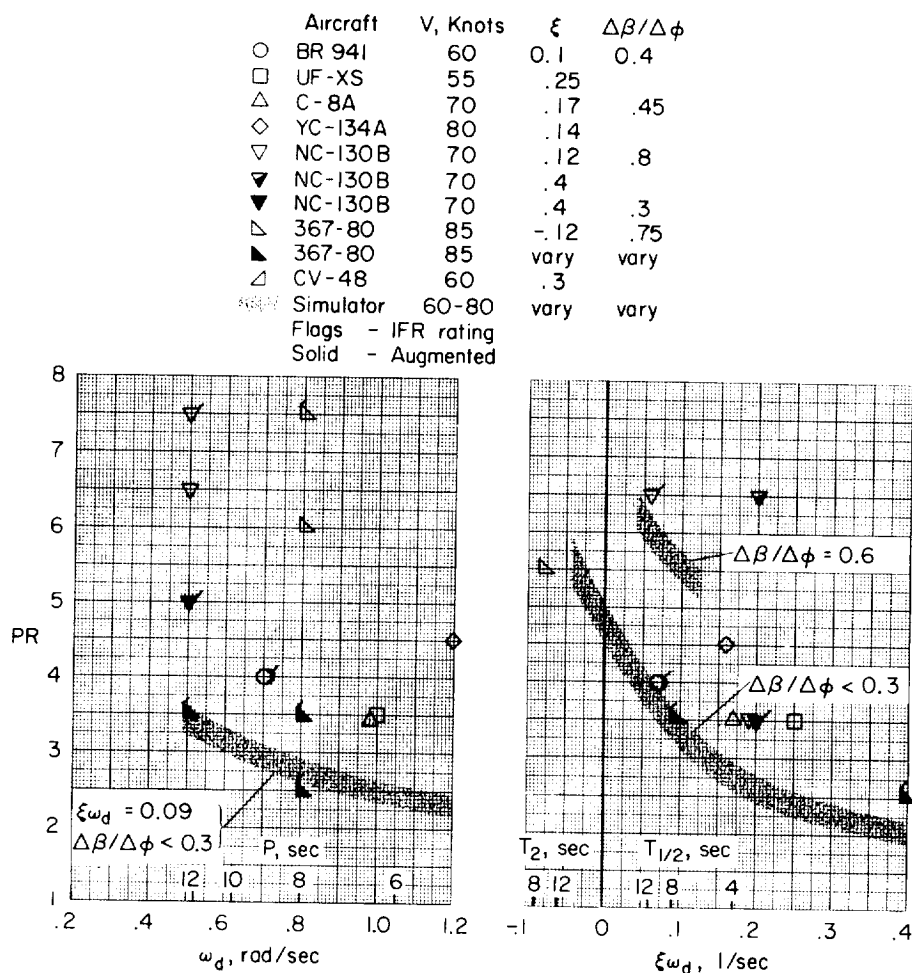 Aircraft V, Knots ξ Δβ/Δφ
BR 941 60 0.1 0.4
UF-XS 55 .25
C-8A 70 .17 .45
YC-134A 80 .14
NC-130B 70 .12 .8
NC-130B 70 .4
NC-130B 70 .4 .3
367-80 85 -.12 .75
367-80 85 vary vary
CV-48 60 .3
Simulator 60-80 vary vary
Flags - IFR rating
Solid - Augmented
8
7
6
5
PR
4
3
2
1
ξω_d = 0.09
Δβ/Δφ < 0.3
P, sec
12 10 8 6
.2 .4 .6 .8 1.0 1.2
ω_d, rad/sec
Δβ/Δφ = 0.6
Δβ/Δφ < 0.3
T_2, sec T_1/2, sec
8 12 12 8 4
-.1 0 .1 .2 .3 .4
ξω_d, 1/sec